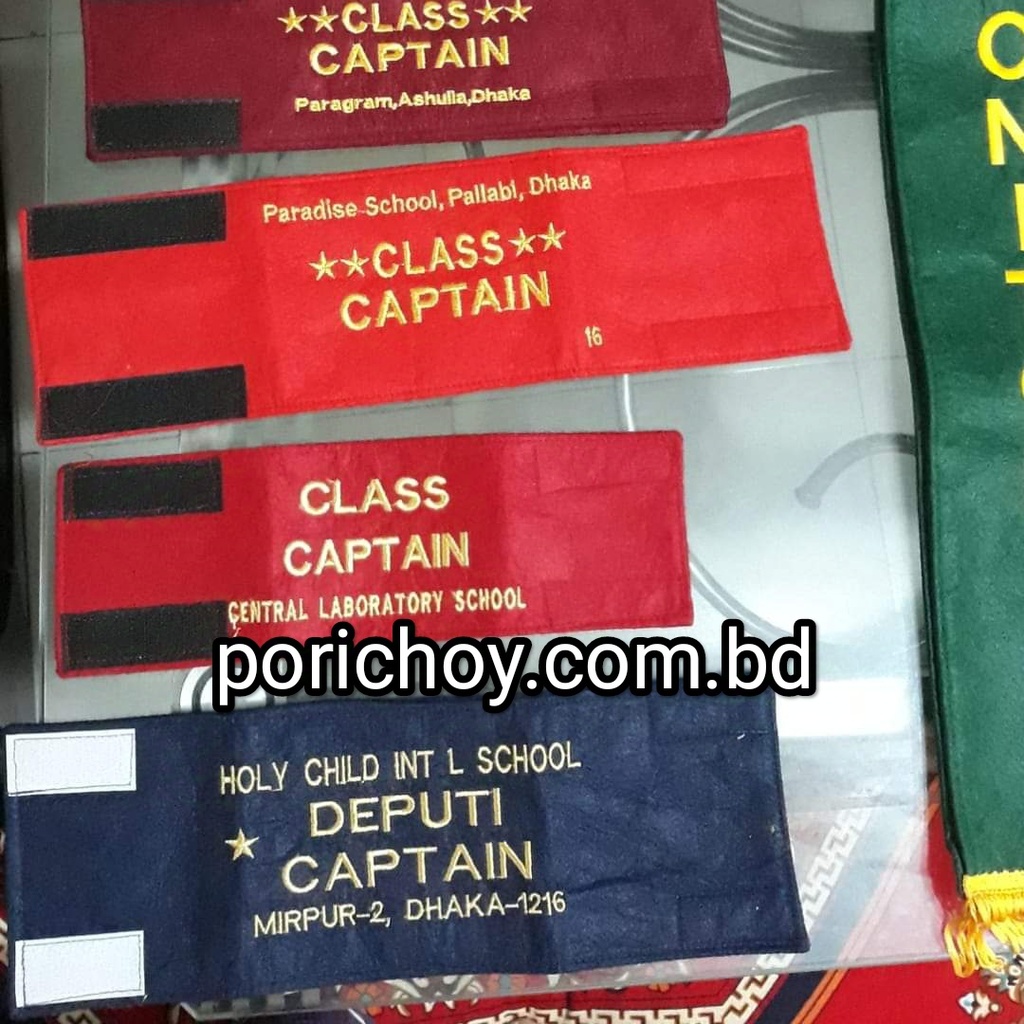 ★★CLASS★★
CAPTAIN
Paragram,Ashulia,Dhaka
Paradise School, Pallabi, Dhaka
★★CLASS★★
CAPTAIN
16
CLASS
CAPTAIN
CENTRAL LABORATORY SCHOOL
porichoy.com.bd
HOLY CHILD INT L SCHOOL
DEPUTI
★ CAPTAIN
MIRPUR-2, DHAKA-1216